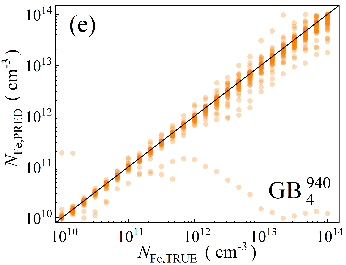 (e)
10^14
10^13
10^12
10^11
10^10
N_Fe,PRED ( cm^-3 )
GB_4^940
10^10 10^11 10^12 10^13 10^14
N_Fe,TRUE ( cm^-3 )